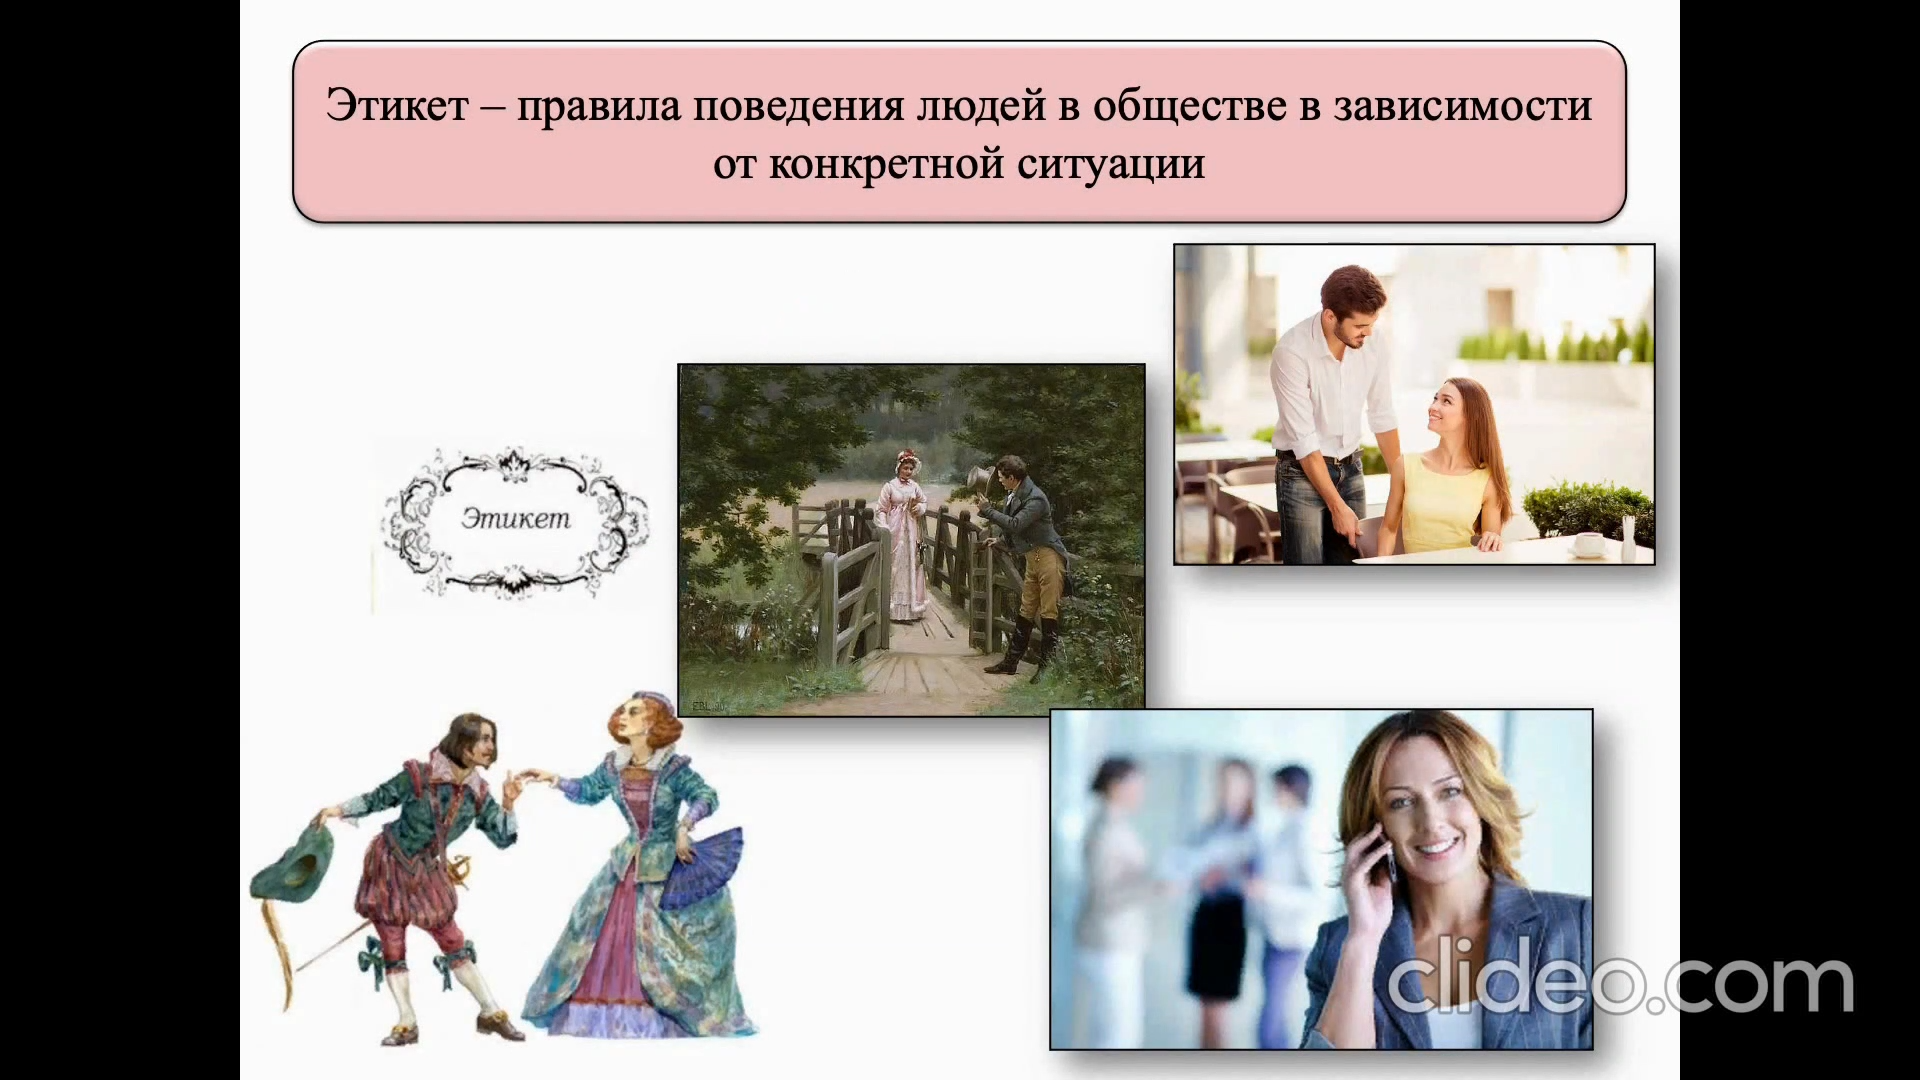 Этикет – правила поведения людей в обществе в зависимости
от конкретной ситуации
Этикет
clideo.com